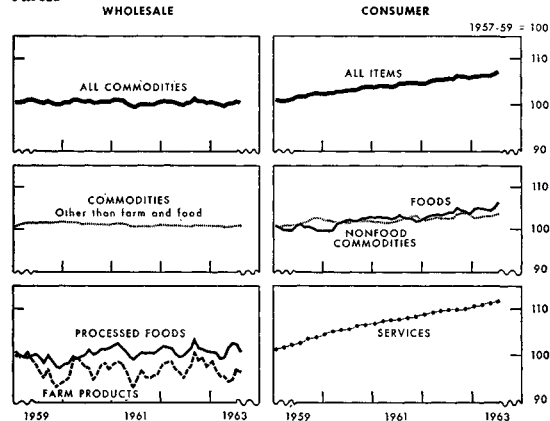 WHOLESALE
CONSUMER
1957-59 = 100
ALL COMMODITIES
ALL ITEMS
110
100
90
COMMODITIES
Other than farm and food
FOODS
NONFOOD
COMMODITIES
110
100
90
PROCESSED FOODS
FARM PRODUCTS
SERVICES
110
100
90
1959
1961
1963
1959
1961
1963